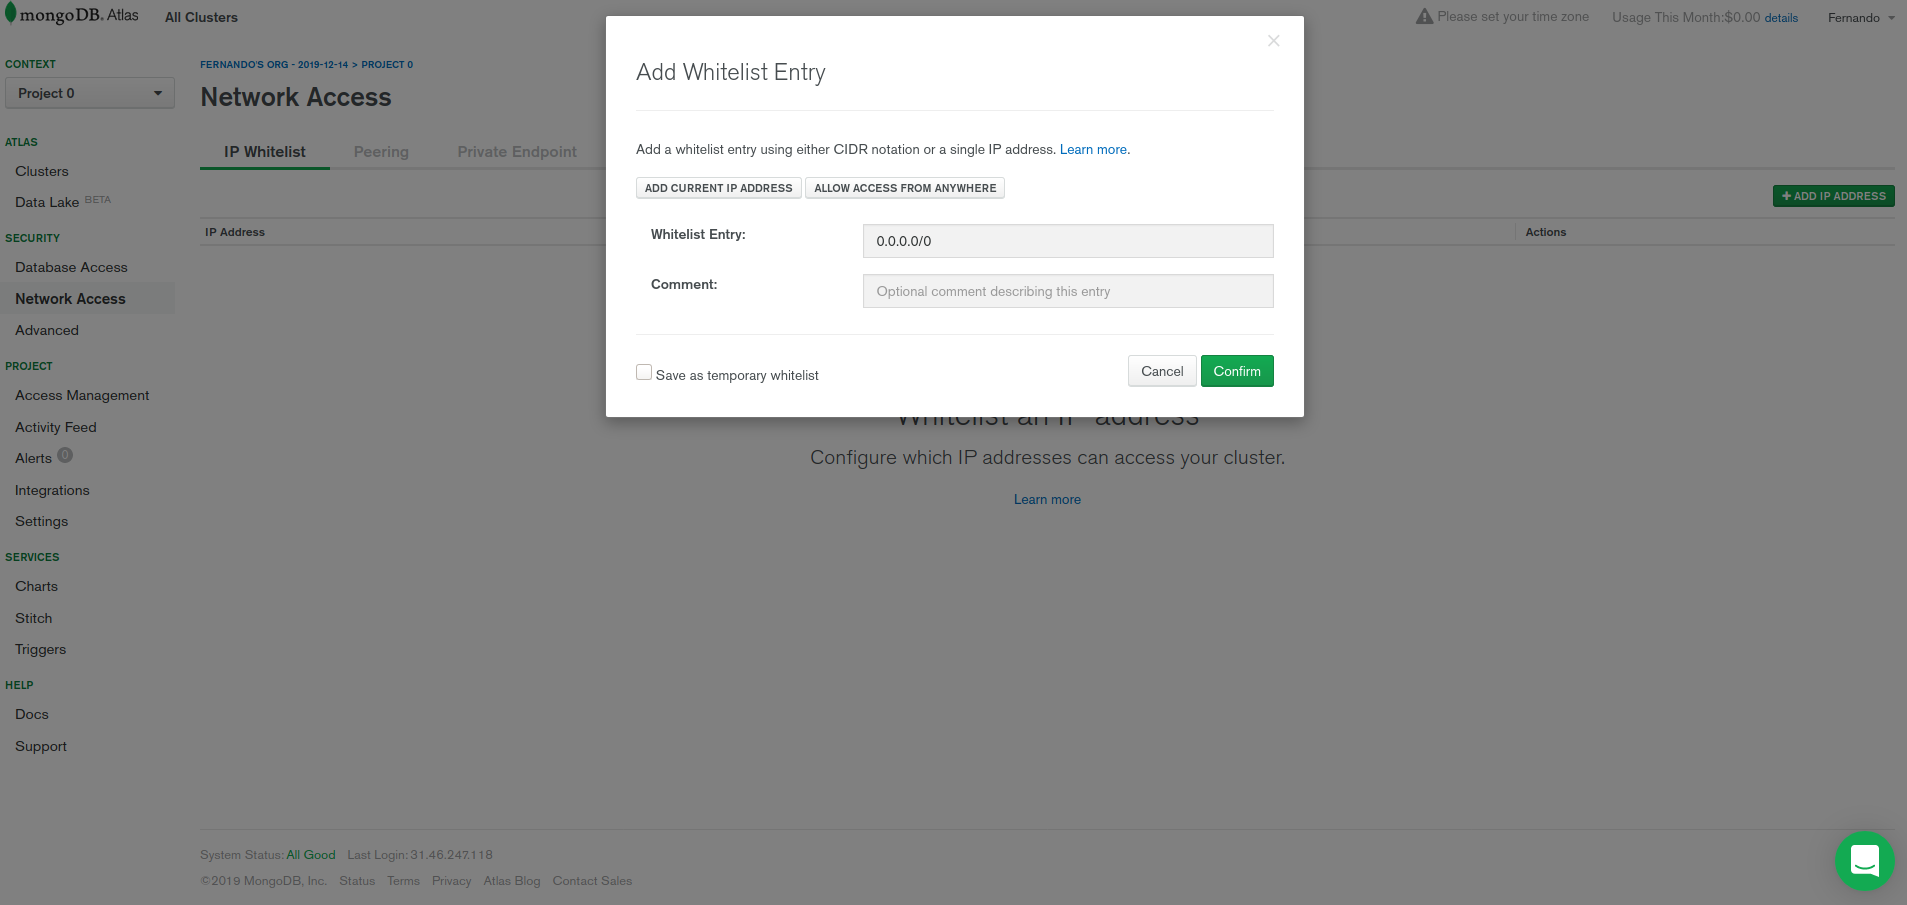 mongoDB. Atlas
All Clusters
Please set your time zone
Usage This Month:$0.00 details
Fernando
CONTEXT
Project 0
ATLAS
Clusters
Data Lake BETA
SECURITY
Database Access
Network Access
Advanced
PROJECT
Access Management
Activity Feed
Alerts 0
Integrations
Settings
SERVICES
Charts
Stitch
Triggers
HELP
Docs
Support
FERNANDO'S ORG - 2019-12-14 > PROJECT 0
Network Access
IP Whitelist
Peering
Private Endpoint
+ ADD IP ADDRESS
IP Address
Actions
×
Add Whitelist Entry
Add a whitelist entry using either CIDR notation or a single IP address. Learn more.
ADD CURRENT IP ADDRESS
ALLOW ACCESS FROM ANYWHERE
Whitelist Entry:
0.0.0.0/0
Comment:
Optional comment describing this entry
Save as temporary whitelist
Cancel
Confirm
Whitelist an IP address
Configure which IP addresses can access your cluster.
Learn more
System Status: All Good Last Login: 31.46.247.118
©2019 MongoDB, Inc. Status Terms Privacy Atlas Blog Contact Sales